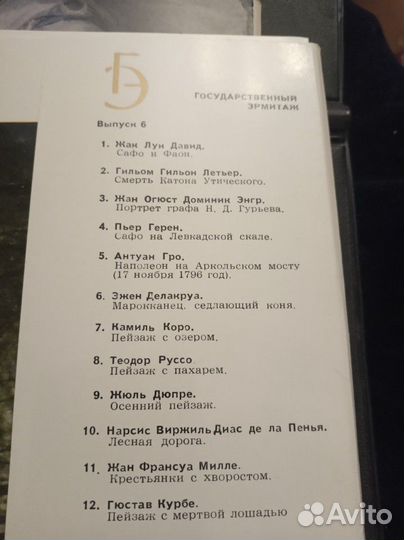 БЭ
ГОСУДАРСТВЕННЫЙ
ЭРМИТАЖ
Выпуск 6
1. Жак Луи Давид.
Сафо и Фаон.
2. Гильом Гильон Летьер.
Смерть Катона Утического.
3. Жан Огюст Доминик Энгр.
Портрет графа Н. Д. Гурьева.
4. Пьер Герен.
Сафо на Левкадской скале.
5. Антуан Гро.
Наполеон на Аркольском мосту
(17 ноября 1796 год).
6. Эжен Делакруа.
Марокканец, седлающий коня.
7. Камиль Коро.
Пейзаж с озером.
8. Теодор Руссо.
Пейзаж с пахарем.
9. Жюль Дюпре.
Осенний пейзаж.
10. Нарсис Виржиль Диас де ла Пенья.
Лесная дорога.
11. Жан Франсуа Милле.
Крестьянки с хворостом.
12. Гюстав Курбе.
Пейзаж с мертвой лошадью
Avito